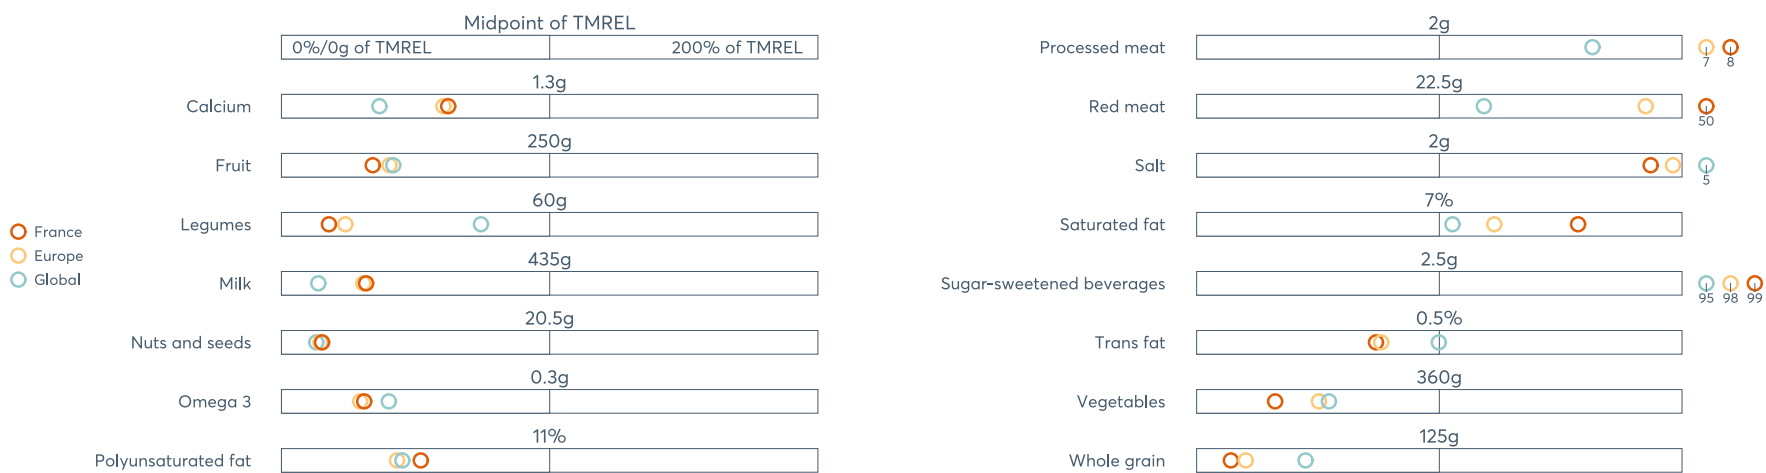 Midpoint of TMREL
0%/0g of TMREL 200% of TMREL
1.3g
Calcium
250g
Fruit
60g
Legumes
435g
Milk
20.5g
Nuts and seeds
0.3g
Omega 3
11%
Polyunsaturated fat
France
Europe
Global
2g
Processed meat
7 8
22.5g
Red meat
50
2g
Salt
5
7%
Saturated fat
2.5g
Sugar-sweetened beverages
95 98 99
0.5%
Trans fat
360g
Vegetables
125g
Whole grain